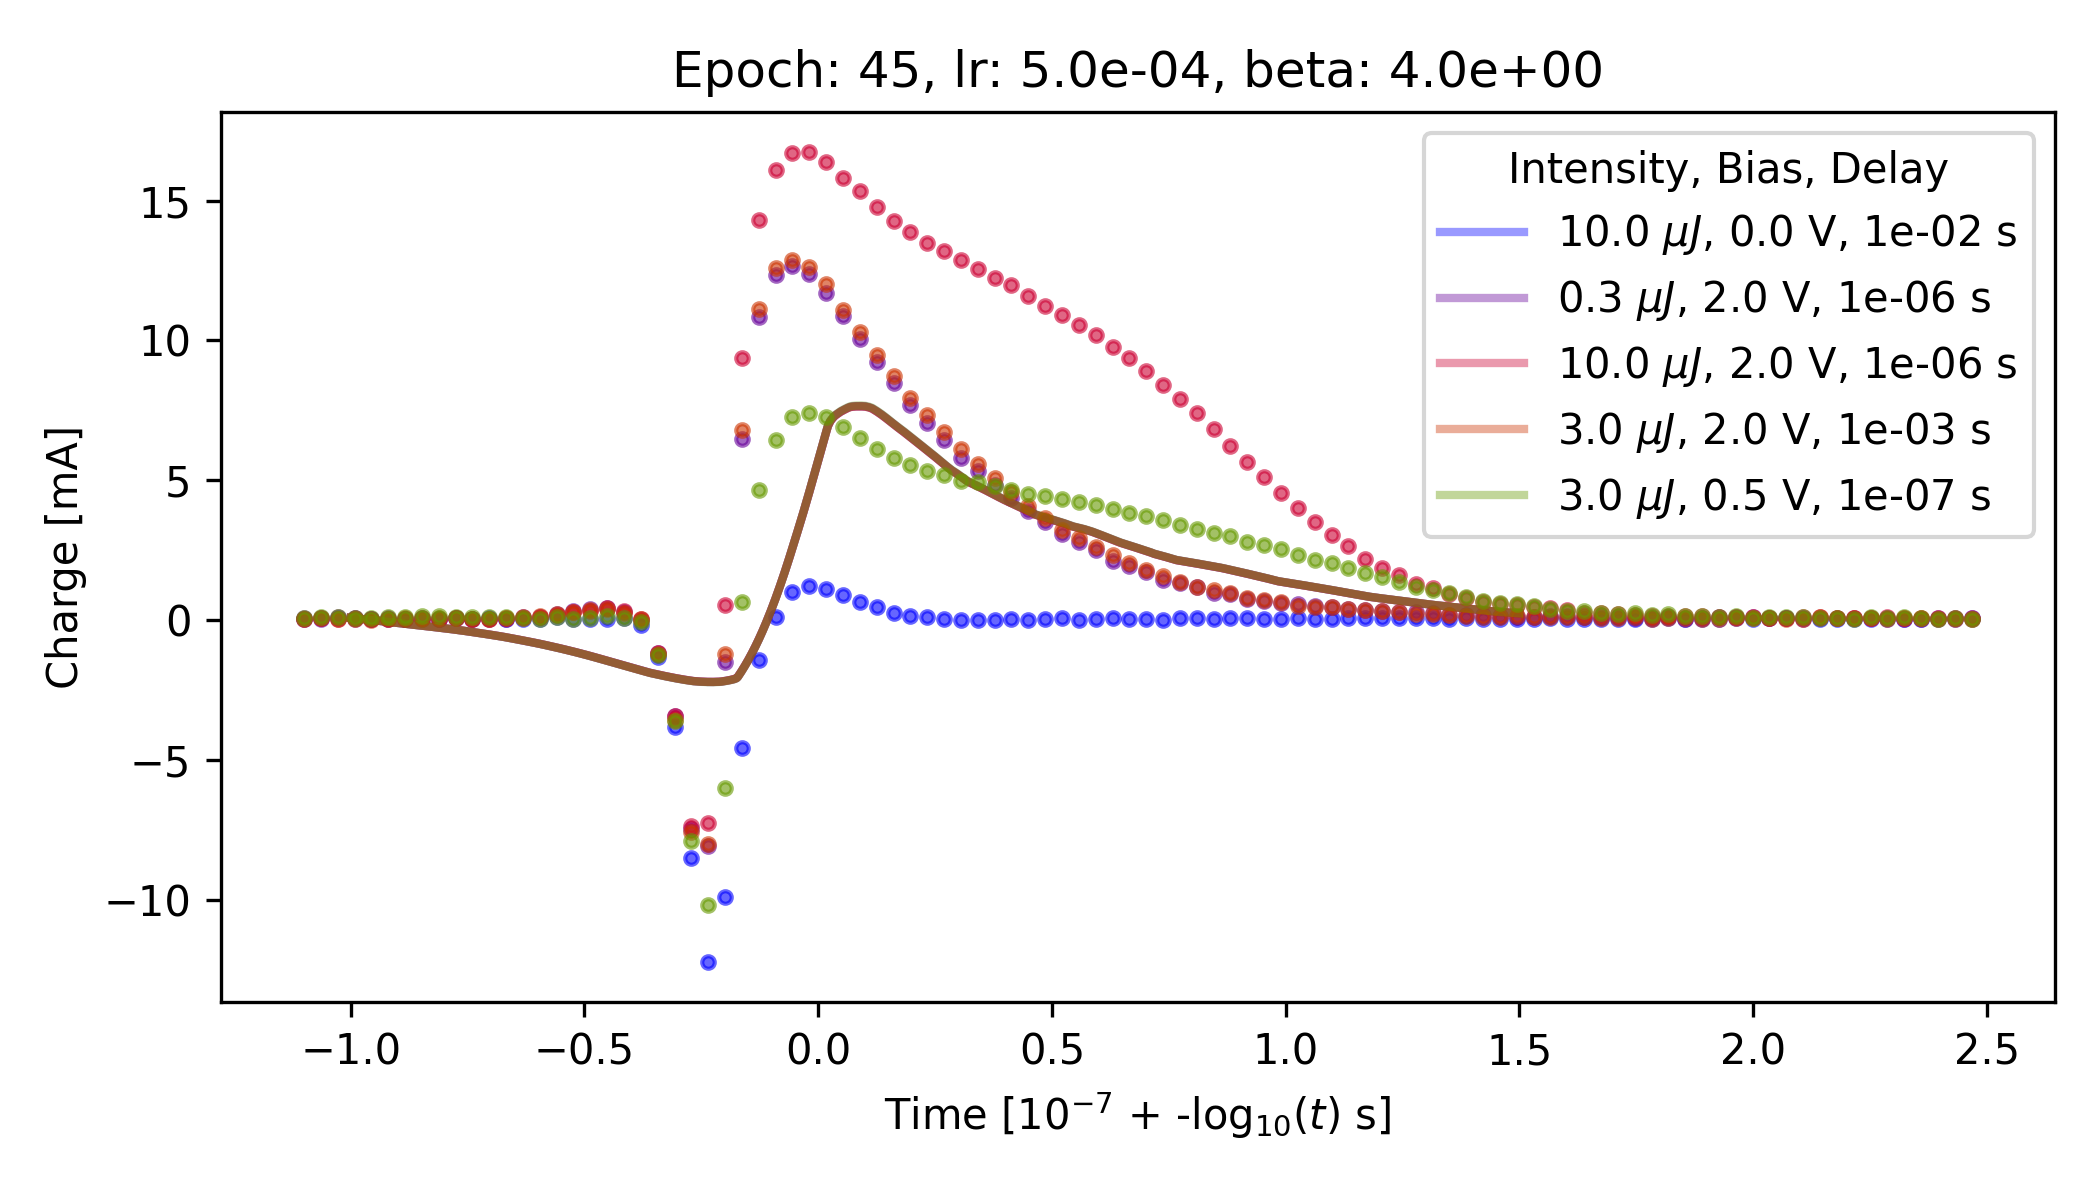 Epoch: 45, lr: 5.0e-04, beta: 4.0e+00
Charge [mA]
15
10
5
0
−5
−10
Intensity, Bias, Delay
10.0 μJ, 0.0 V, 1e-02 s
0.3 μJ, 2.0 V, 1e-06 s
10.0 μJ, 2.0 V, 1e-06 s
3.0 μJ, 2.0 V, 1e-03 s
3.0 μJ, 0.5 V, 1e-07 s
−1.0 −0.5 0.0 0.5 1.0 1.5 2.0 2.5
Time [10⁻⁷ + -log₁₀(t) s]